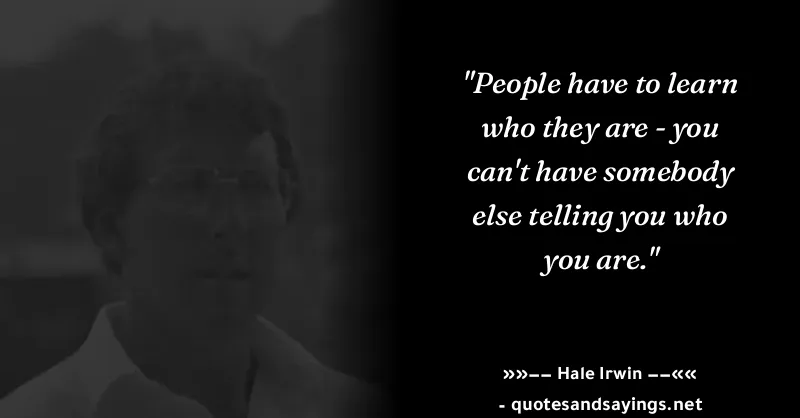 "People have to learn
who they are - you
can't have somebody
else telling you who
you are."
»»−− Hale Irwin −−««
- quotesandsayings.net